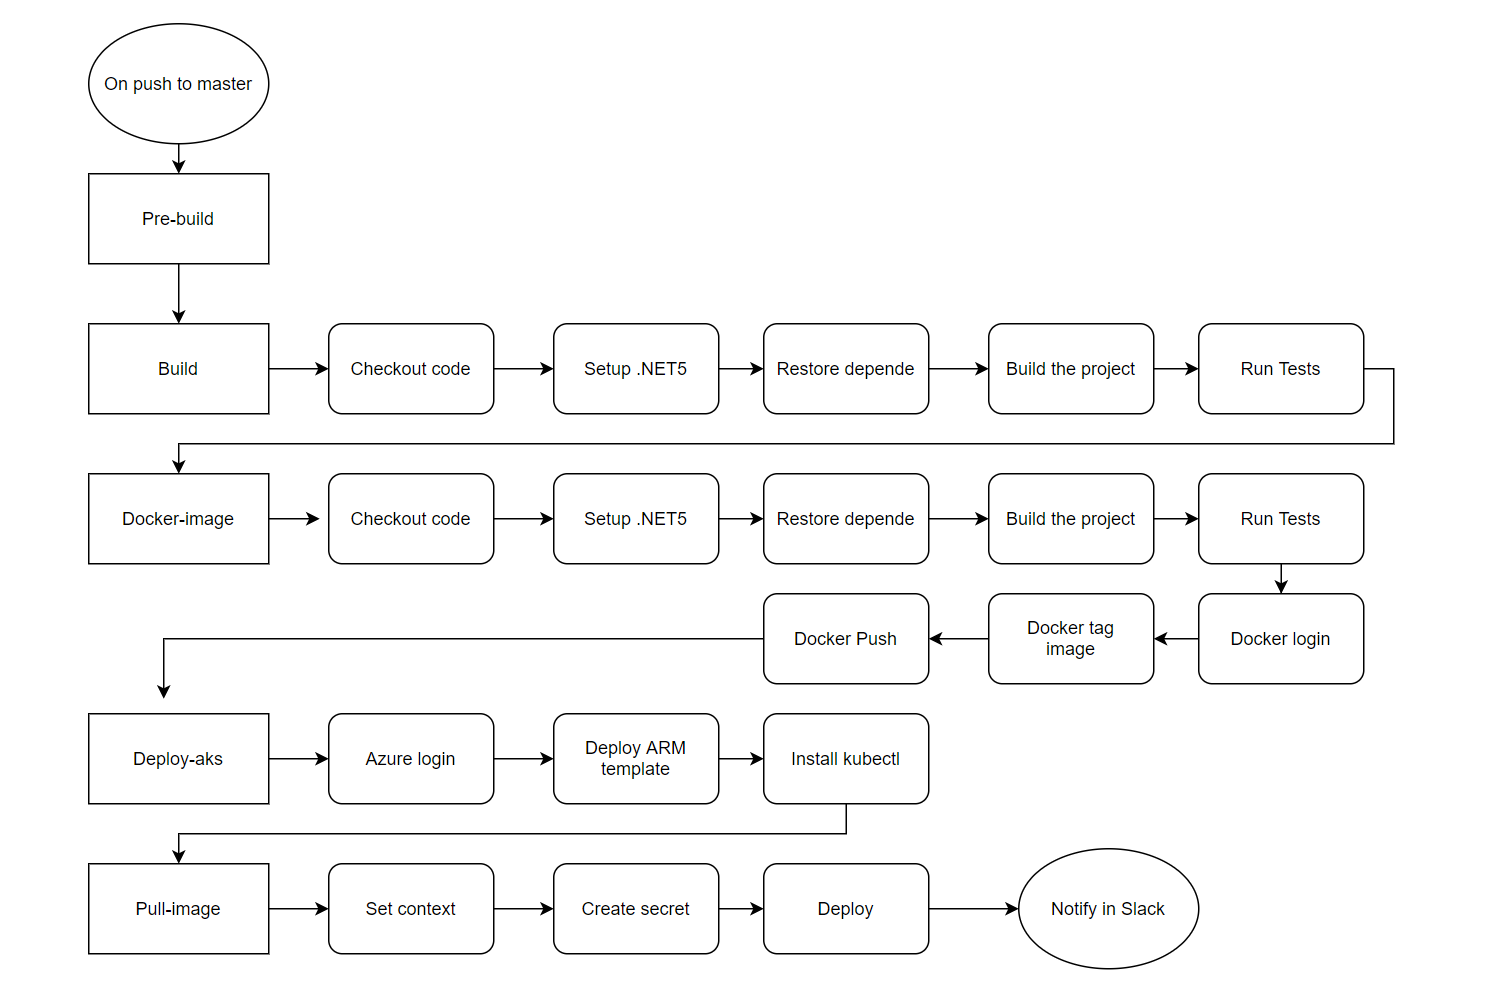 On push to master
Pre-build
Build
Checkout code
Setup .NET5
Restore depende
Build the project
Run Tests
Docker-image
Checkout code
Setup .NET5
Restore depende
Build the project
Run Tests
Docker Push
Docker tag
image
Docker login
Deploy-aks
Azure login
Deploy ARM
template
Install kubectl
Pull-image
Set context
Create secret
Deploy
Notify in Slack